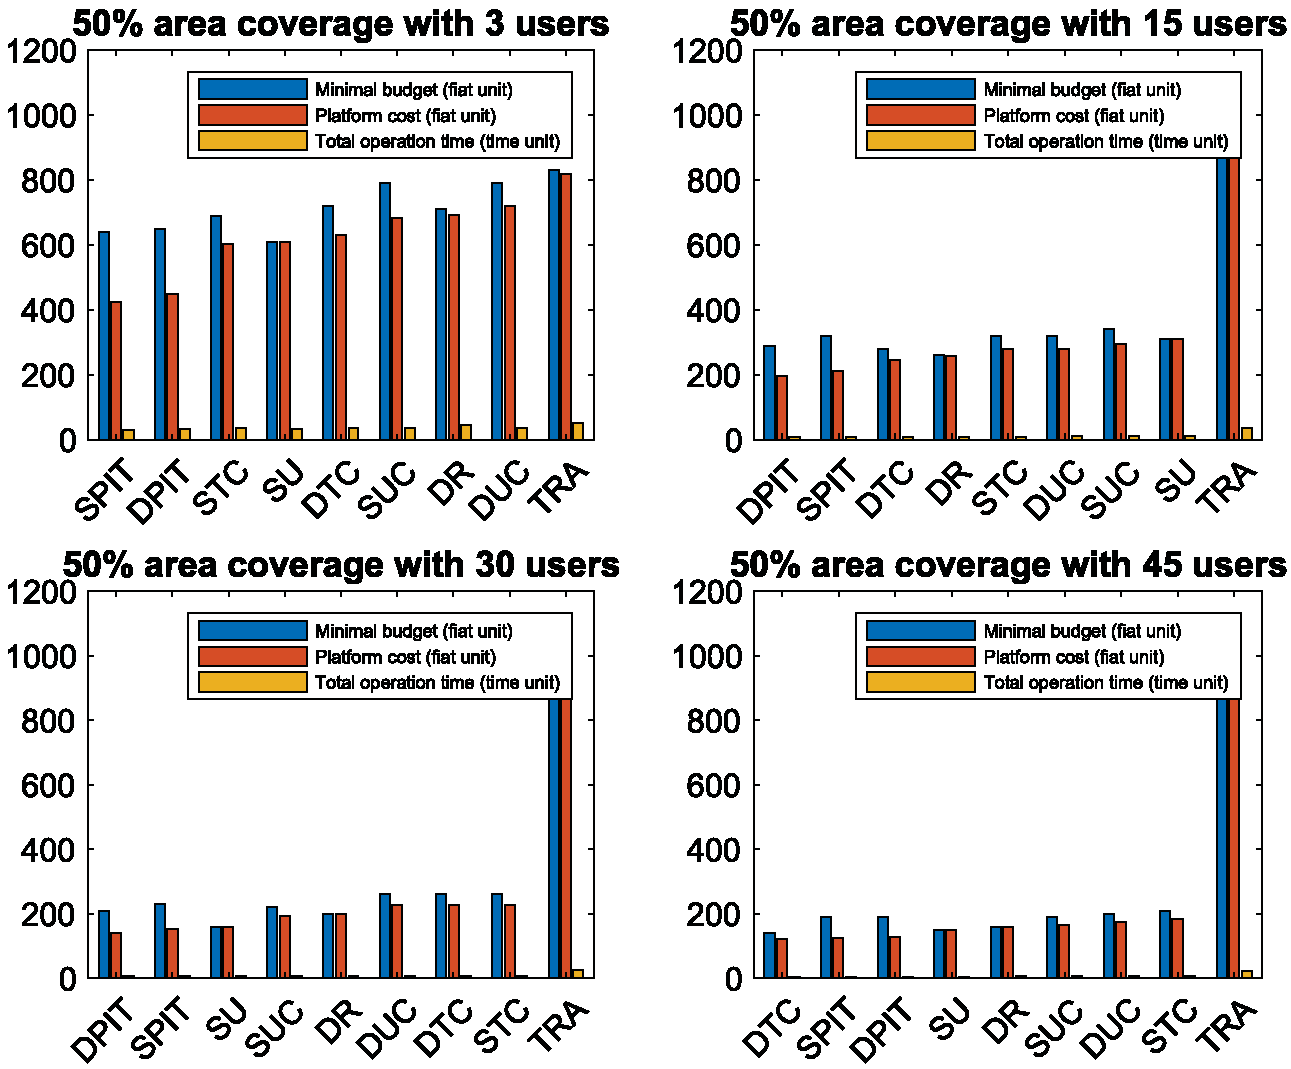 50% area coverage with 3 users
1200
1000
800
600
400
200
0
Minimal budget (fiat unit)
Platform cost (fiat unit)
Total operation time (time unit)
SPIT DPIT STC SU DTC SUC DR DUC TRA
50% area coverage with 15 users
1200
1000
800
600
400
200
0
Minimal budget (fiat unit)
Platform cost (fiat unit)
Total operation time (time unit)
DPIT SPIT DTC DR STC DUC SUC SU TRA
50% area coverage with 30 users
1200
1000
800
600
400
200
0
Minimal budget (fiat unit)
Platform cost (fiat unit)
Total operation time (time unit)
DPIT SPIT SU SUC DR DUC DTC STC TRA
50% area coverage with 45 users
1200
1000
800
600
400
200
0
Minimal budget (fiat unit)
Platform cost (fiat unit)
Total operation time (time unit)
DTC SPIT DPIT SU DR SUC DUC STC TRA